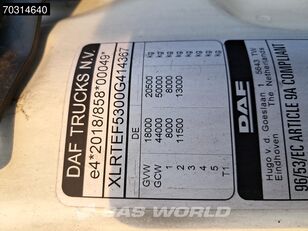 70314640
DAF TRUCKS N.V.
e4*2018/858*00049*
XLRTEF5300G414367
kg kg
GVW 18000 20500
GCW 44000 50000
1 8000
2 11500 13000
3
4
5
T1
DE
DAF
Hugo v. d. Goeslaan 1
Eindhoven 5643 TW
The Netherlands
96/53/EC ARTICLE 9A COMPLIANT
BAS WORLD